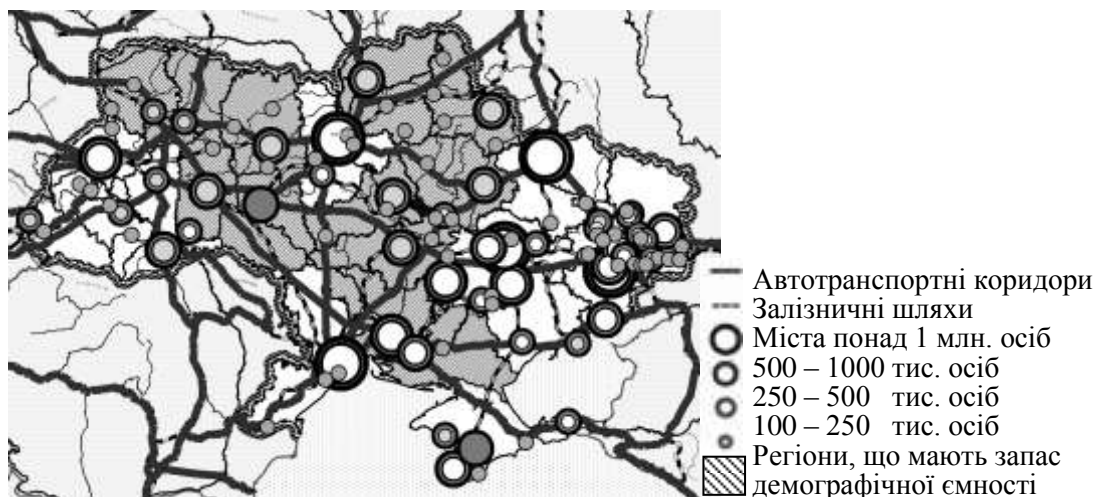 Автотранспортні коридори
Залізничні шляхи
Міста понад 1 млн. осіб
500 – 1000 тис. осіб
250 – 500 тис. осіб
100 – 250 тис. осіб
Регіони, що мають запас
демографічної ємності